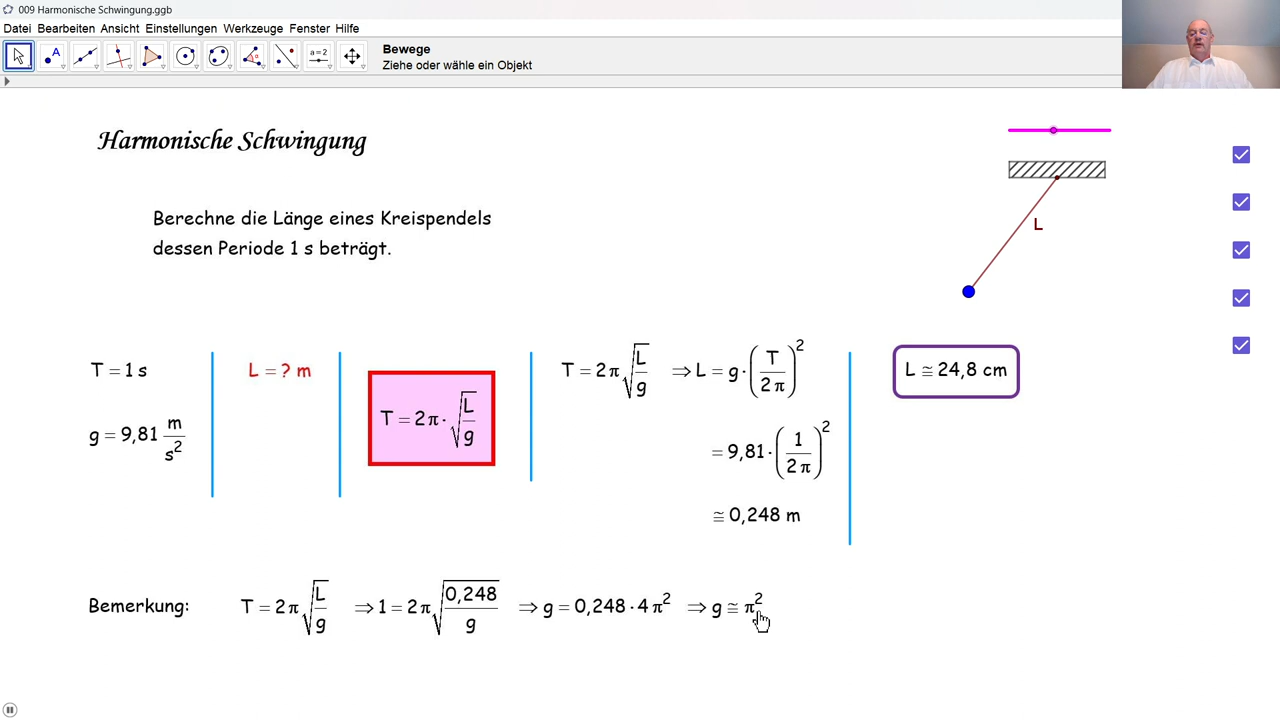 009 Harmonische Schwingung.ggb
Datei Bearbeiten Ansicht Einstellungen Werkzeuge Fenster Hilfe
A
a=2
Bewege
Ziehe oder wähle ein Objekt
Harmonische Schwingung
Berechne die Länge eines Kreispendels
dessen Periode 1 s beträgt.
L
T = 1 s
g = 9,81 m/s²
L = ? m
T = 2π · √(L/g)
T = 2π √(L/g) ⇒ L = g · (T/2π)²
= 9,81 · (1/2π)²
≅ 0,248 m
L ≅ 24,8 cm
Bemerkung: T = 2π √(L/g) ⇒ 1 = 2π √(0,248/g) ⇒ g = 0,248 · 4π² ⇒ g ≅ π²